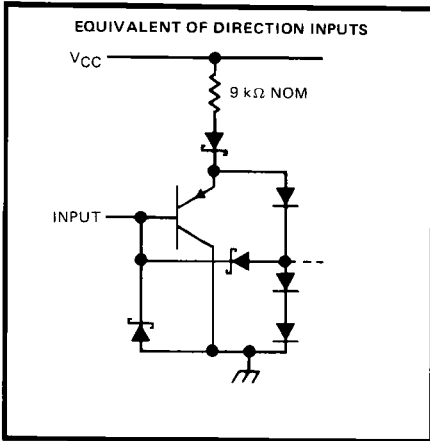 EQUIVALENT OF DIRECTION INPUTS
VCC
9 kΩ NOM
INPUT